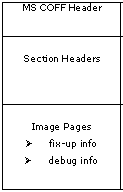 MS COFF Header
Section Headers
Image Pages
➢ fix-up info
➢ debug info